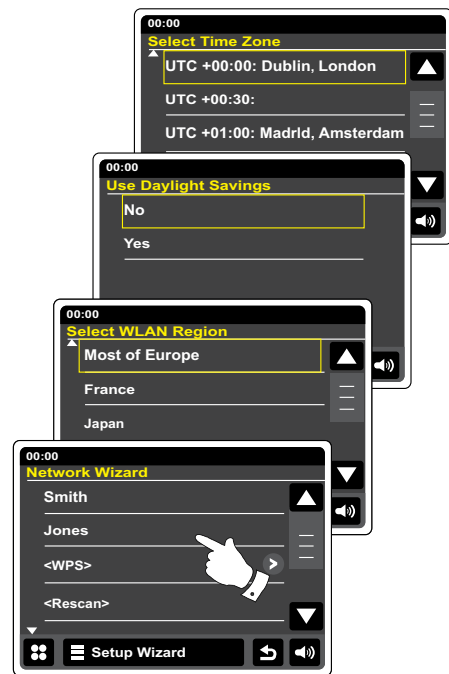 00:00
Select Time Zone
UTC +00:00: Dublin, London
UTC +00:30:
UTC +01:00: Madrld, Amsterdam
00:00
Use Daylight Savings
No
Yes
00:00
Select WLAN Region
Most of Europe
France
Japan
00:00
Network Wizard
Smith
Jones
<WPS>
<Rescan>
Setup Wizard